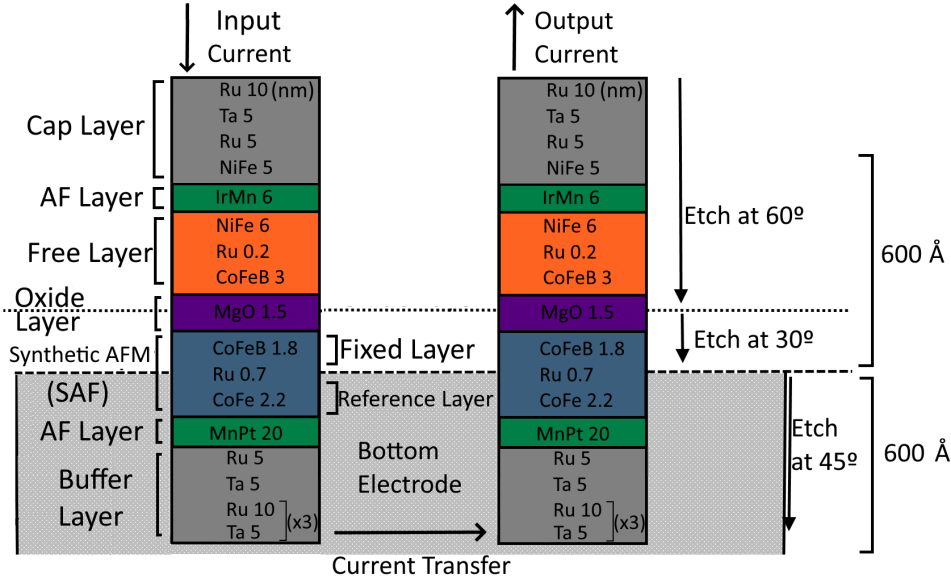 Input
Current
Output
Current
Cap Layer
Ru 10 (nm)
Ta 5
Ru 5
NiFe 5
Ru 10 (nm)
Ta 5
Ru 5
NiFe 5
AF Layer
IrMn 6
IrMn 6
Etch at 60º
Free Layer
NiFe 6
Ru 0.2
CoFeB 3
NiFe 6
Ru 0.2
CoFeB 3
600 Å
Oxide
Layer
MgO 1.5
MgO 1.5
Etch at 30º
Synthetic AFM
(SAF)
CoFeB 1.8
Ru 0.7
CoFe 2.2
Fixed Layer
Reference Layer
CoFeB 1.8
Ru 0.7
CoFe 2.2
AF Layer
MnPt 20
MnPt 20
Etch
at 45º
600 Å
Buffer
Layer
Ru 5
Ta 5
Ru 10
Ta 5
(x3)
Bottom
Electrode
Ru 5
Ta 5
Ru 10
Ta 5
(x3)
Current Transfer